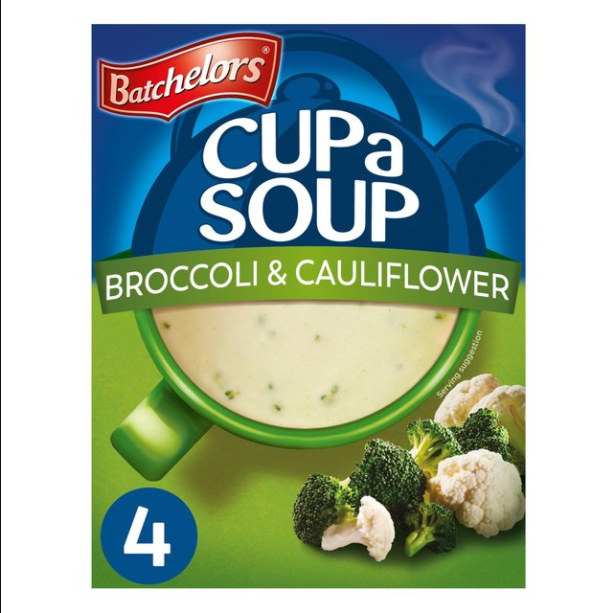 Batchelors®
CUPa
SOUP
BROCCOLI & CAULIFLOWER
Serving suggestion
4